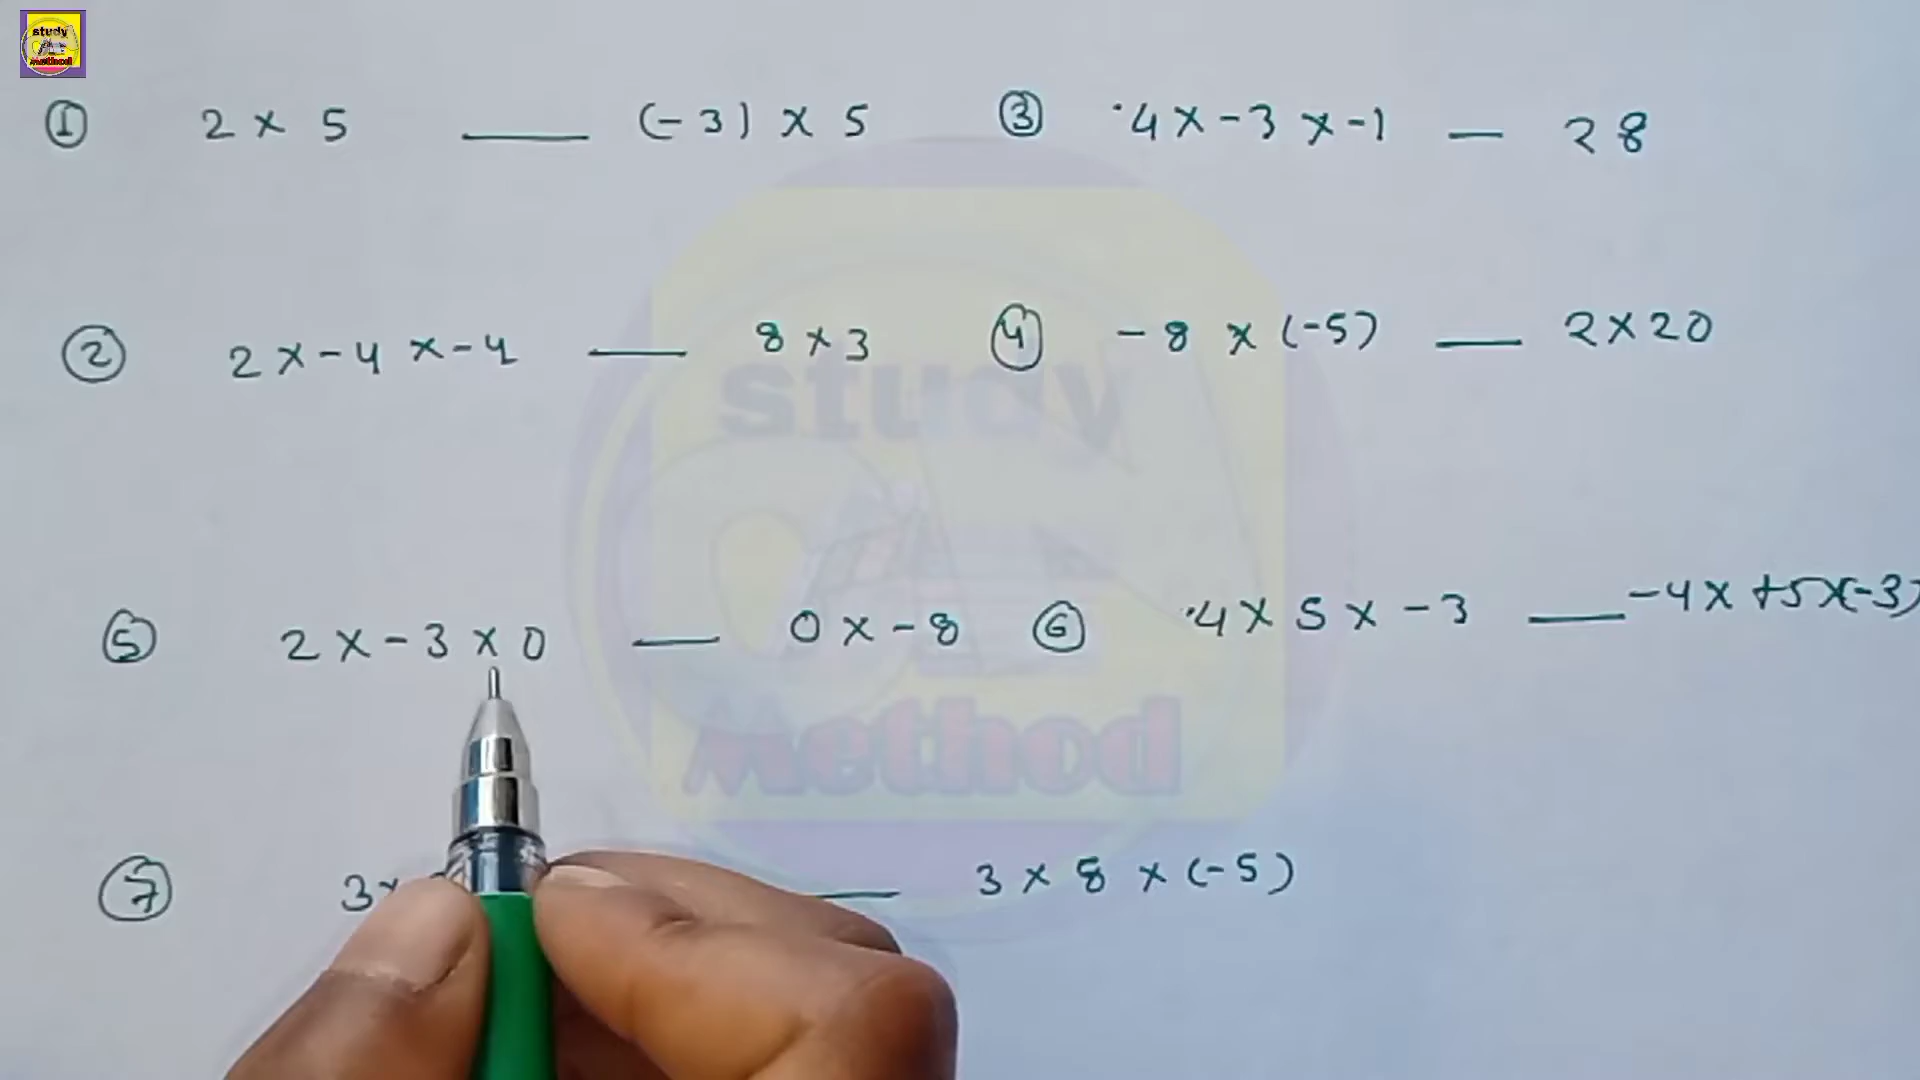 study
Method
① 2 × 5 ___ (-3) × 5
② 2 × -4 × -4 ___ 8 × 3
③ 4 × -3 × -1 __ 28
④ -8 × (-5) ___ 2 × 20
⑤ 2 × -3 × 0 ___ 0 × -8
⑥ 4 × 5 × -3 ___ -4 × +5 × (-3)
⑦ 3 × ___ 3 × 8 × (-5)
study
Method